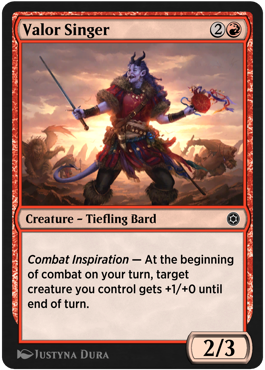 Valor Singer 2
Creature – Tiefling Bard
Combat Inspiration — At the beginning
of combat on your turn, target
creature you control gets +1/+0 until
end of turn.
Justyna Dura
2/3